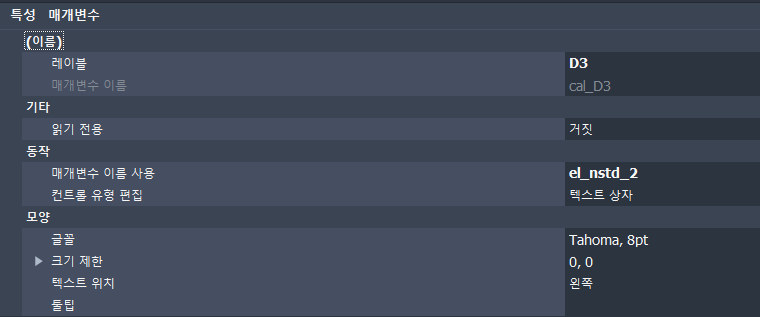 특성 매개변수
(이름)
레이블 D3
매개변수 이름 cal_D3
기타
읽기 전용 거짓
동작
매개변수 이름 사용 el_nstd_2
컨트롤 유형 편집 텍스트 상자
모양
글꼴 Tahoma, 8pt
크기 제한 0, 0
텍스트 위치 왼쪽
툴팁